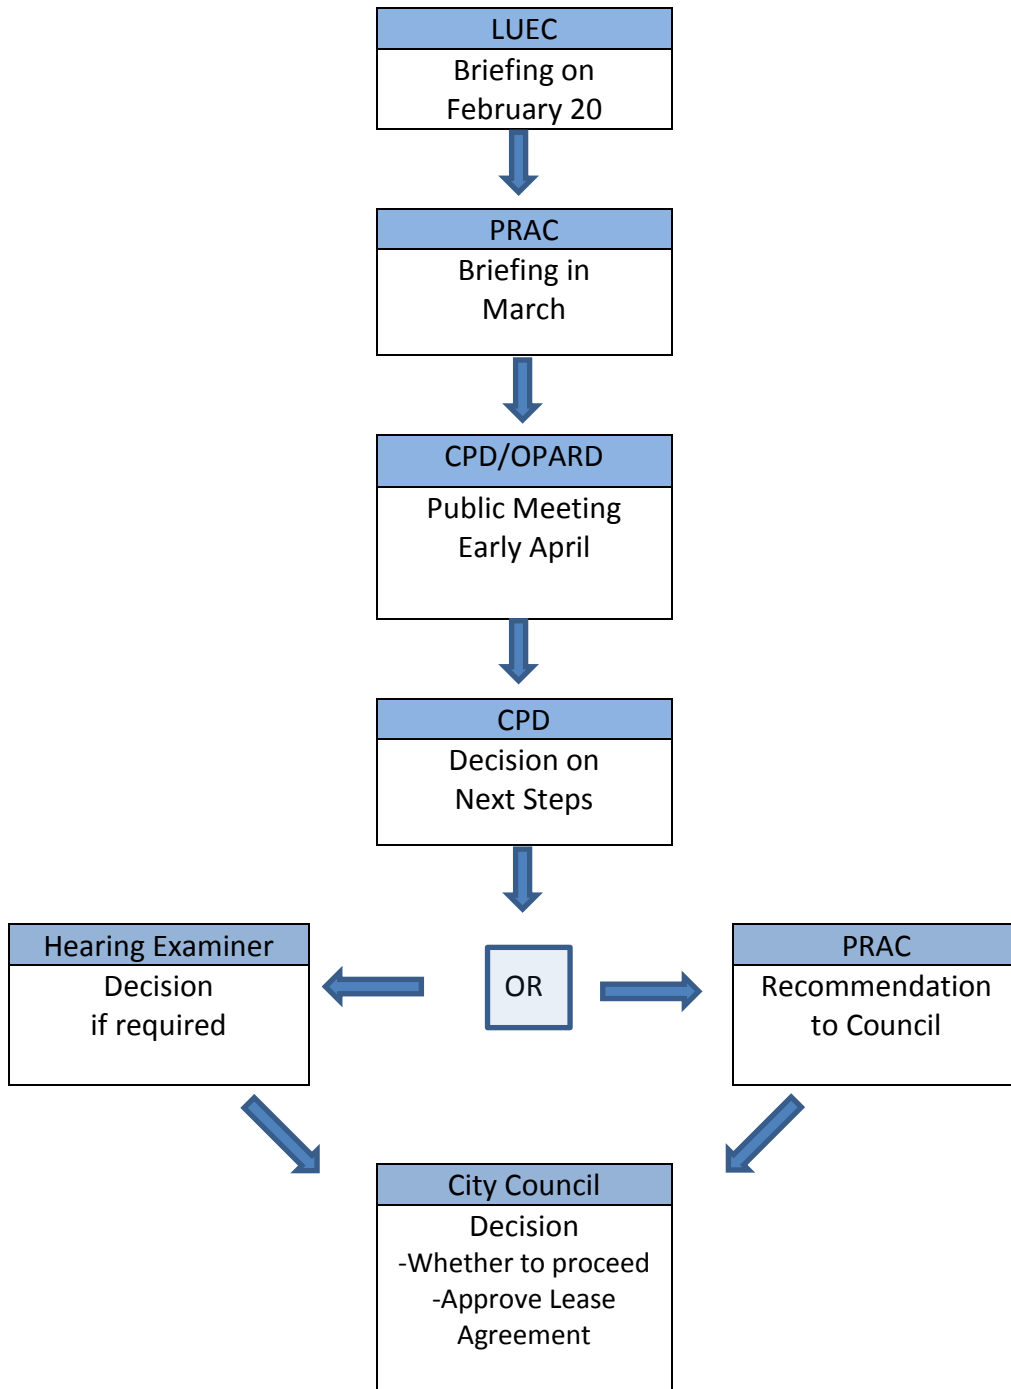 LUEC
Briefing on
February 20
PRAC
Briefing in
March
CPD/OPARD
Public Meeting
Early April
CPD
Decision on
Next Steps
Hearing Examiner
Decision
if required
OR
PRAC
Recommendation
to Council
City Council
Decision
-Whether to proceed
-Approve Lease
Agreement